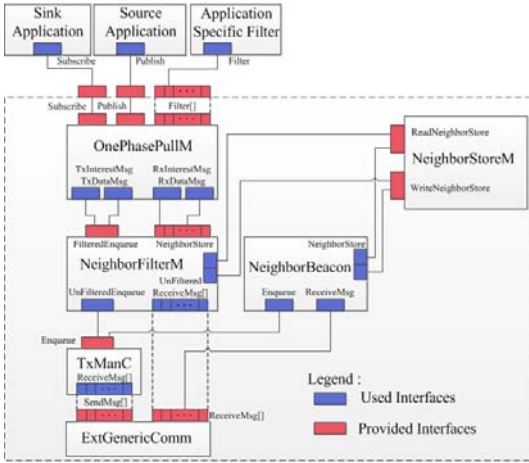 Sink
Application
Source
Application
Application
Specific Filter
Subscribe
Publish
Filter
Subscribe
Publish
Filter[]
OnePhasePullM
TxInterestMsg
RxInterestMsg
TxDataMsg
RxDataMsg
ReadNeighborStore
NeighborStoreM
WriteNeighborStore
FilteredEnqueue
NeighborStore
NeighborFilterM
UnFiltered
UnFilteredEnqueue
ReceiveMsg[]
NeighborStore
NeighborBeacon
Enqueue
ReceiveMsg
Enqueue
TxManC
ReceiveMsg[]
SendMsg[]
ReceiveMsg[]
ExtGenericComm
Legend :
Used Interfaces
Provided Interfaces